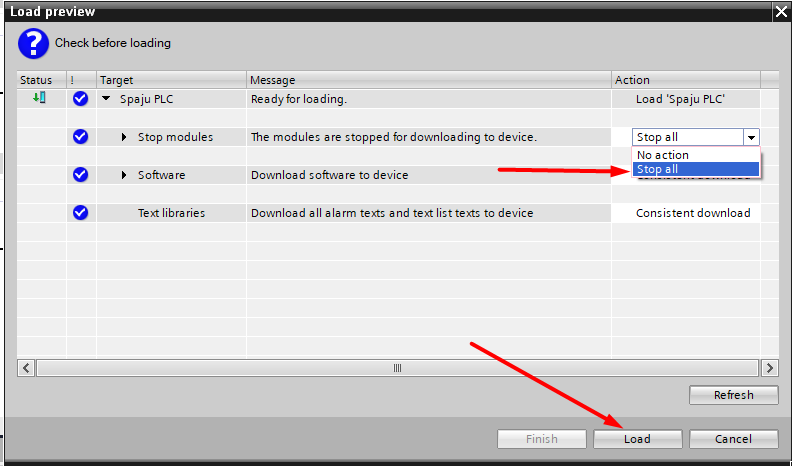 Load preview
?
Check before loading
Status ! Target Message Action
Spaju PLC Ready for loading. Load 'Spaju PLC'
Stop modules The modules are stopped for downloading to device. Stop all
No action
Stop all
Software Download software to device Consistent download
Text libraries Download all alarm texts and text list texts to device Consistent download
Refresh
Finish Load Cancel